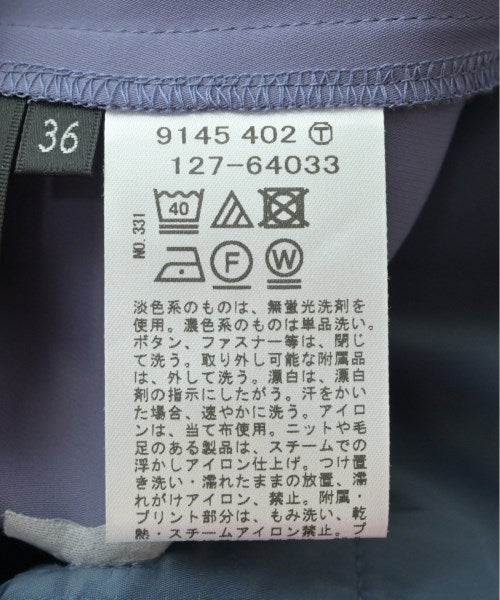 36
9145 402 Ⓣ
127-64033
NO. 331
40
F W
淡色系のものは、無蛍光洗剤を
使用。濃色系のものは単品洗い。
ボタン、ファスナー等は、閉じ
て洗う。取り外し可能な附属品
は、外して洗う。漂白は、漂白
剤の指示にしたがう。汗をかい
た場合、速やかに洗う。アイロ
ンは、当て布使用。ニットや毛
足のある製品は、スチームでの
浮かしアイロン仕上げ。つけ置
き洗い・濡れたままの放置、濡
れがけアイロン、禁止。附属・
プリント部分は、もみ洗い、乾
熱・スチームアイロン禁止。プ